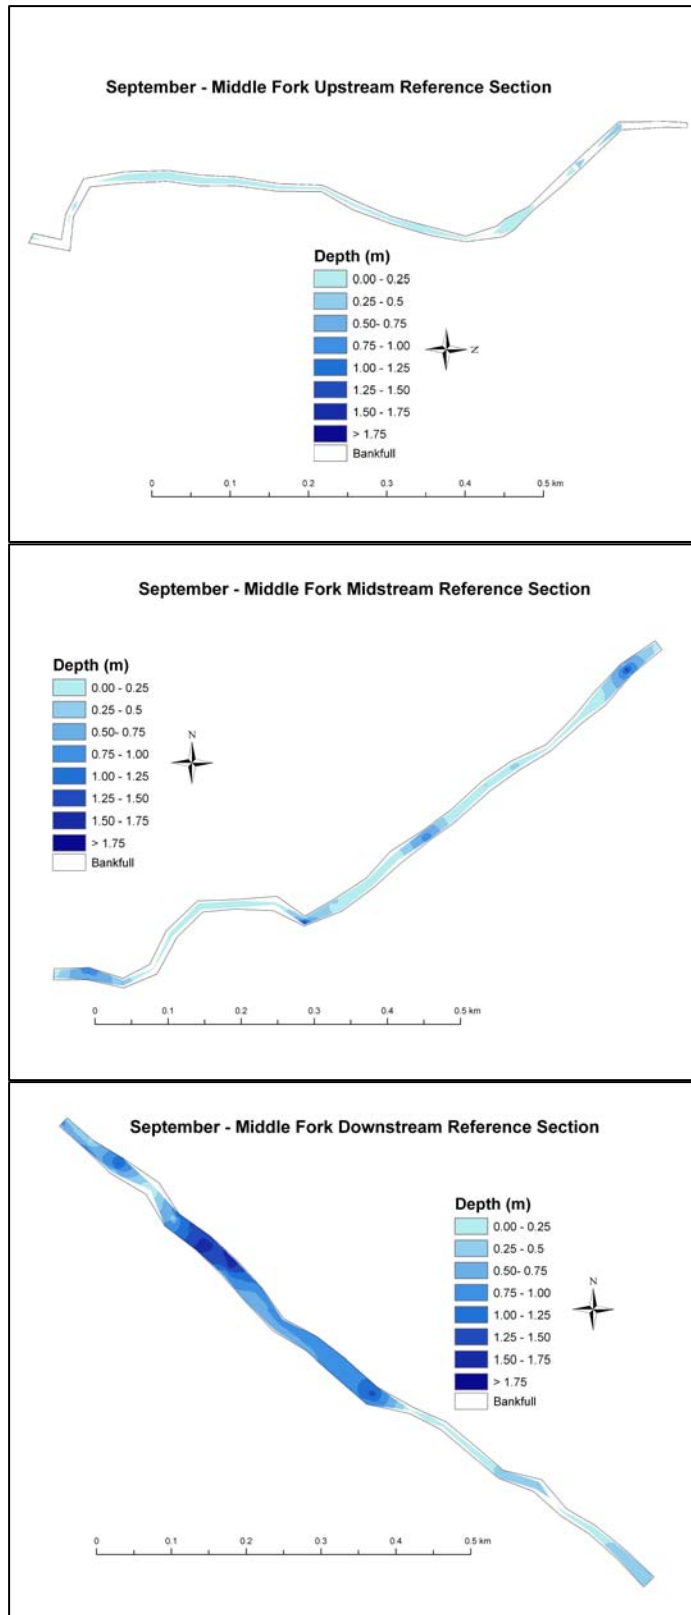 September - Middle Fork Upstream Reference Section
Depth (m)
0.00 - 0.25
0.25 - 0.5
0.50- 0.75
0.75 - 1.00
1.00 - 1.25
1.25 - 1.50
1.50 - 1.75
> 1.75
Bankfull
N
0 0.1 0.2 0.3 0.4 0.5 km
September - Middle Fork Midstream Reference Section
Depth (m)
0.00 - 0.25
0.25 - 0.5
0.50- 0.75
0.75 - 1.00
1.00 - 1.25
1.25 - 1.50
1.50 - 1.75
> 1.75
Bankfull
N
0 0.1 0.2 0.3 0.4 0.5 km
September - Middle Fork Downstream Reference Section
Depth (m)
0.00 - 0.25
0.25 - 0.5
0.50- 0.75
0.75 - 1.00
1.00 - 1.25
1.25 - 1.50
1.50 - 1.75
> 1.75
Bankfull
N
0 0.1 0.2 0.3 0.4 0.5 km